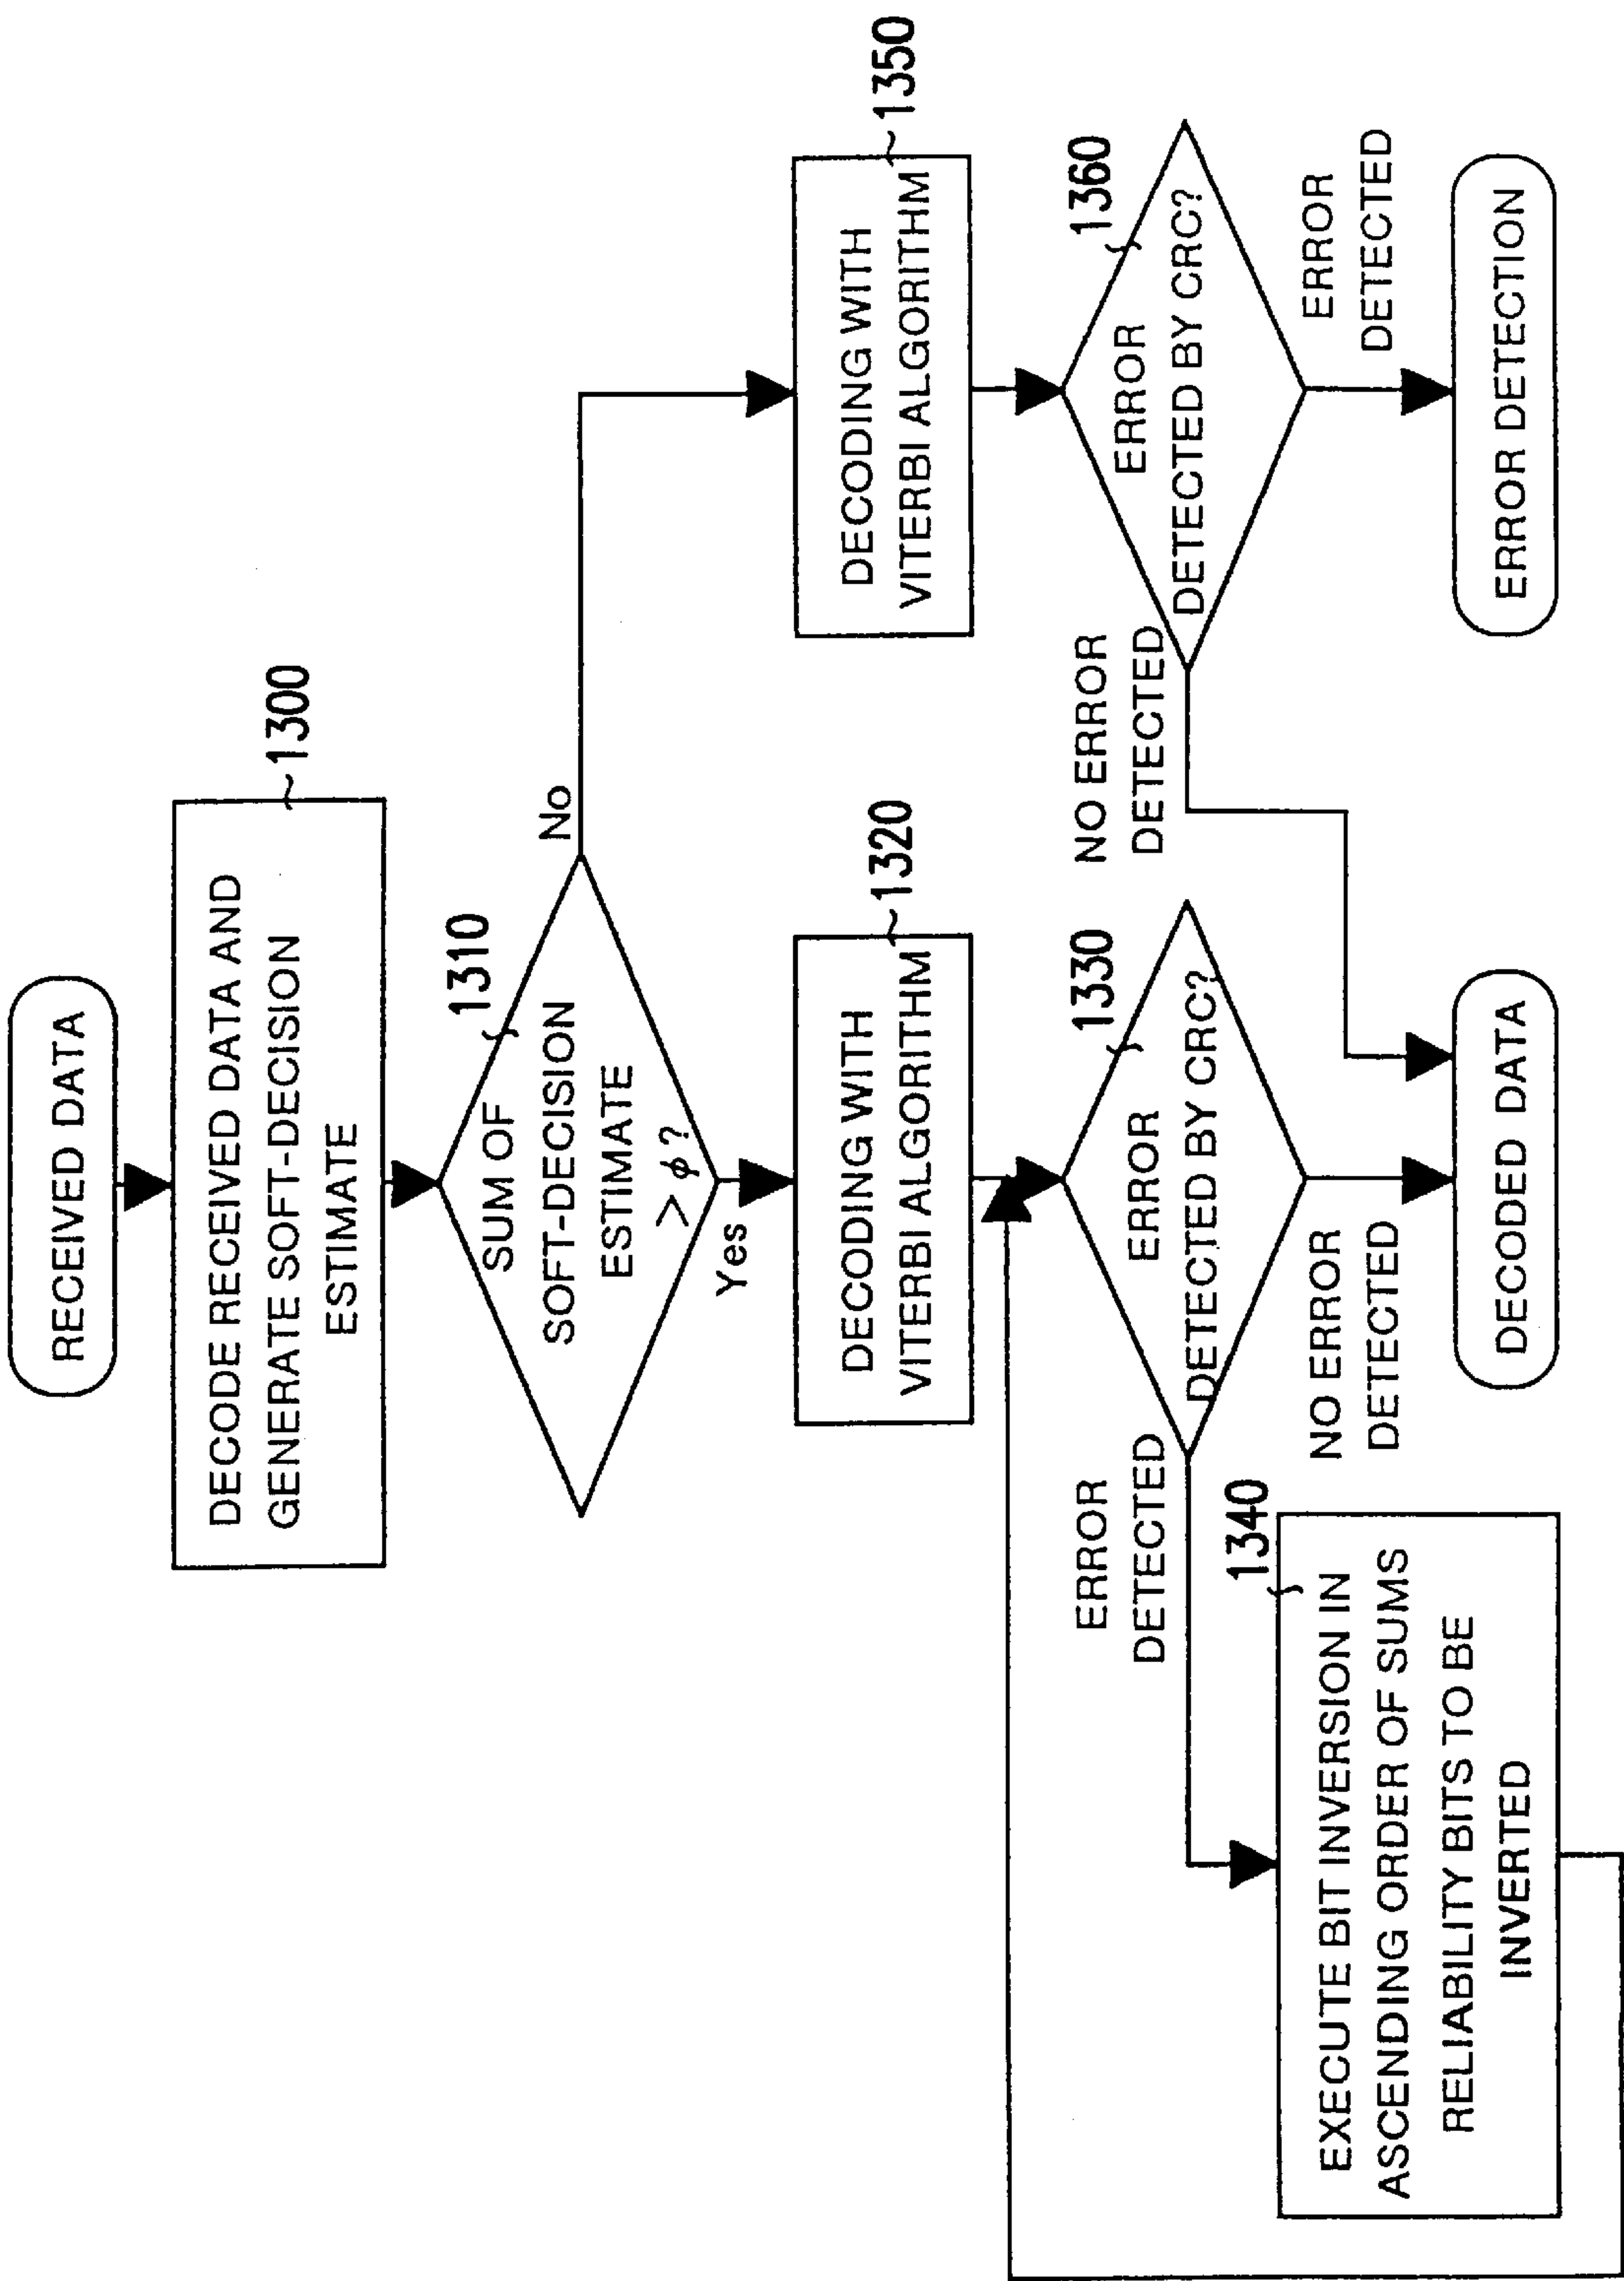 RECEIVED DATA
DECODE RECEIVED DATA AND
GENERATE SOFT-DECISION
ESTIMATE
~1300
1310
SUM OF
SOFT-DECISION
ESTIMATE
> ϕ ?
No
Yes
DECODING WITH
VITERBI ALGORITHM
~1320
DECODING WITH
VITERBI ALGORITHM
~1350
1330
ERROR
DETECTED BY CRC?
1360
ERROR
DETECTED BY CRC?
ERROR
DETECTED
NO ERROR
DETECTED
NO ERROR
DETECTED
ERROR
DETECTED
1340
EXECUTE BIT INVERSION IN
ASCENDING ORDER OF SUMS
RELIABILITY BITS TO BE
INVERTED
DECODED DATA
ERROR DETECTION